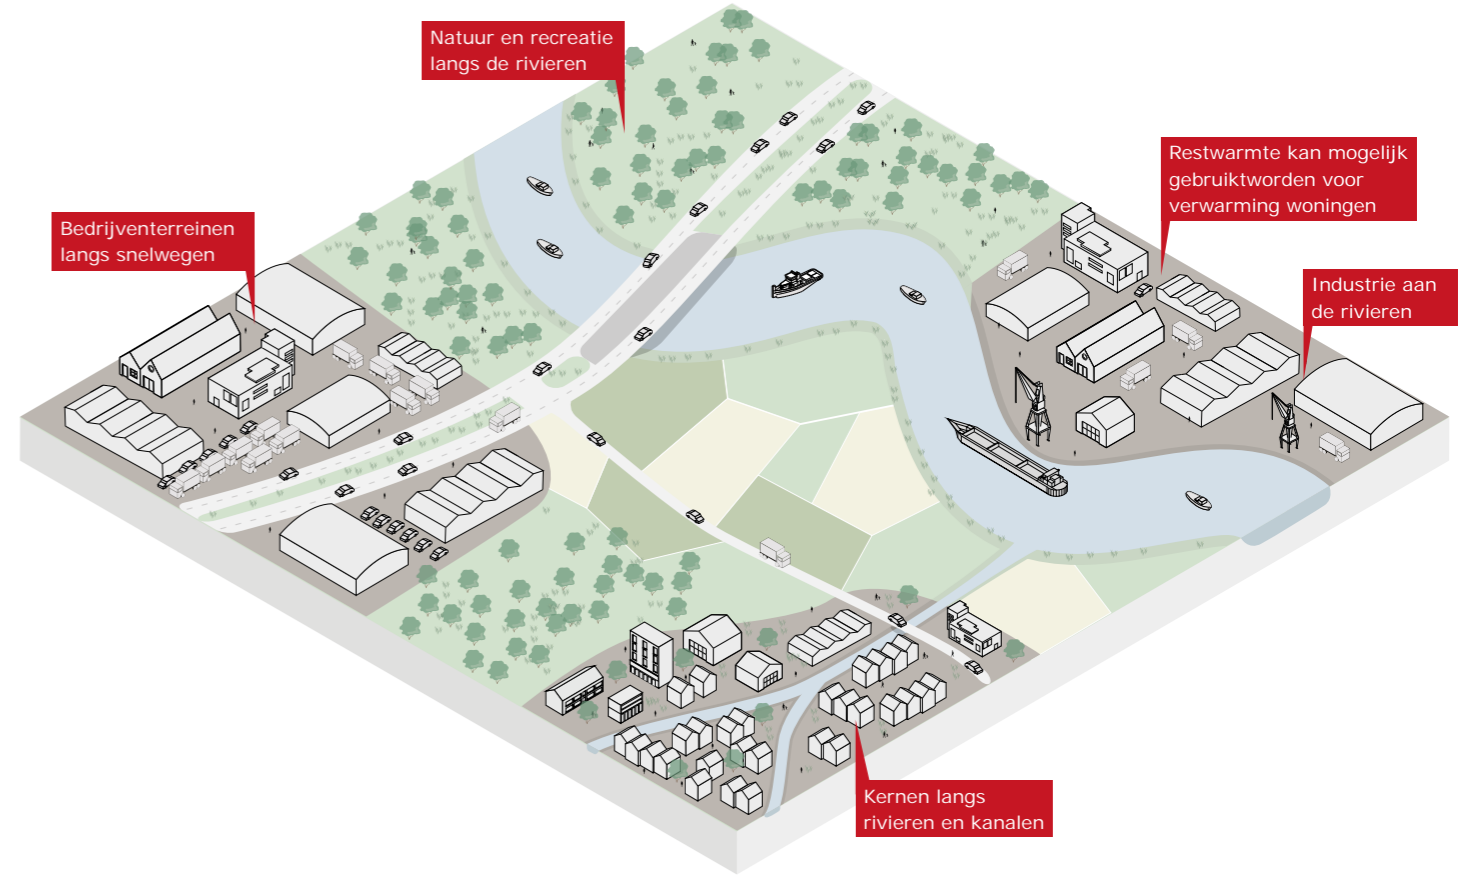 Natuur en recreatie
langs de rivieren
Restwarmte kan mogelijk
gebruiktworden voor
verwarming woningen
Bedrijventerreinen
langs snelwegen
Industrie aan
de rivieren
Kernen langs
rivieren en kanalen